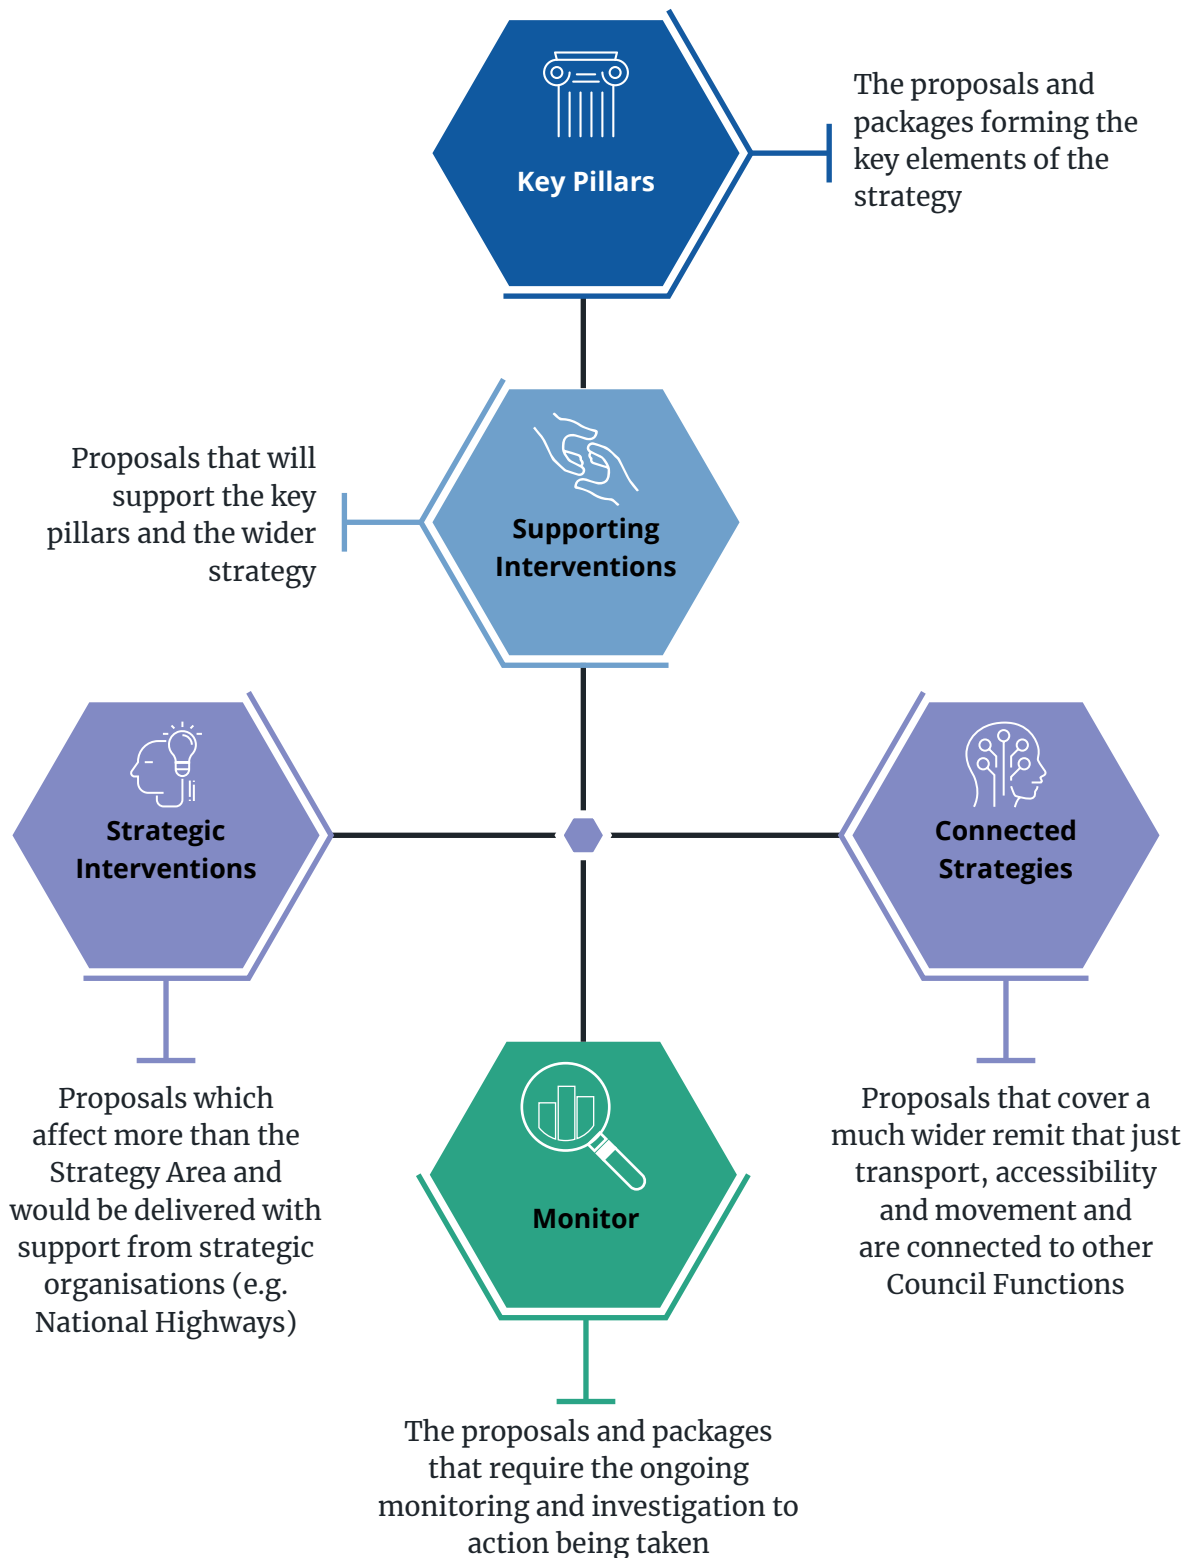 Key Pillars
The proposals and
packages forming the
key elements of the
strategy
Supporting
Interventions
Proposals that will
support the key
pillars and the wider
strategy
Strategic
Interventions
Proposals which
affect more than the
Strategy Area and
would be delivered with
support from strategic
organisations (e.g.
National Highways)
Connected
Strategies
Proposals that cover a
much wider remit that just
transport, accessibility
and movement and
are connected to other
Council Functions
Monitor
The proposals and packages
that require the ongoing
monitoring and investigation to
action being taken